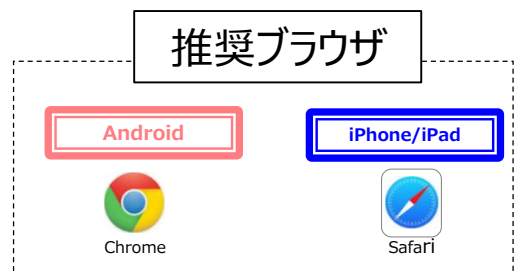 推奨ブラウザ
Android
iPhone/iPad
Chrome
Safari